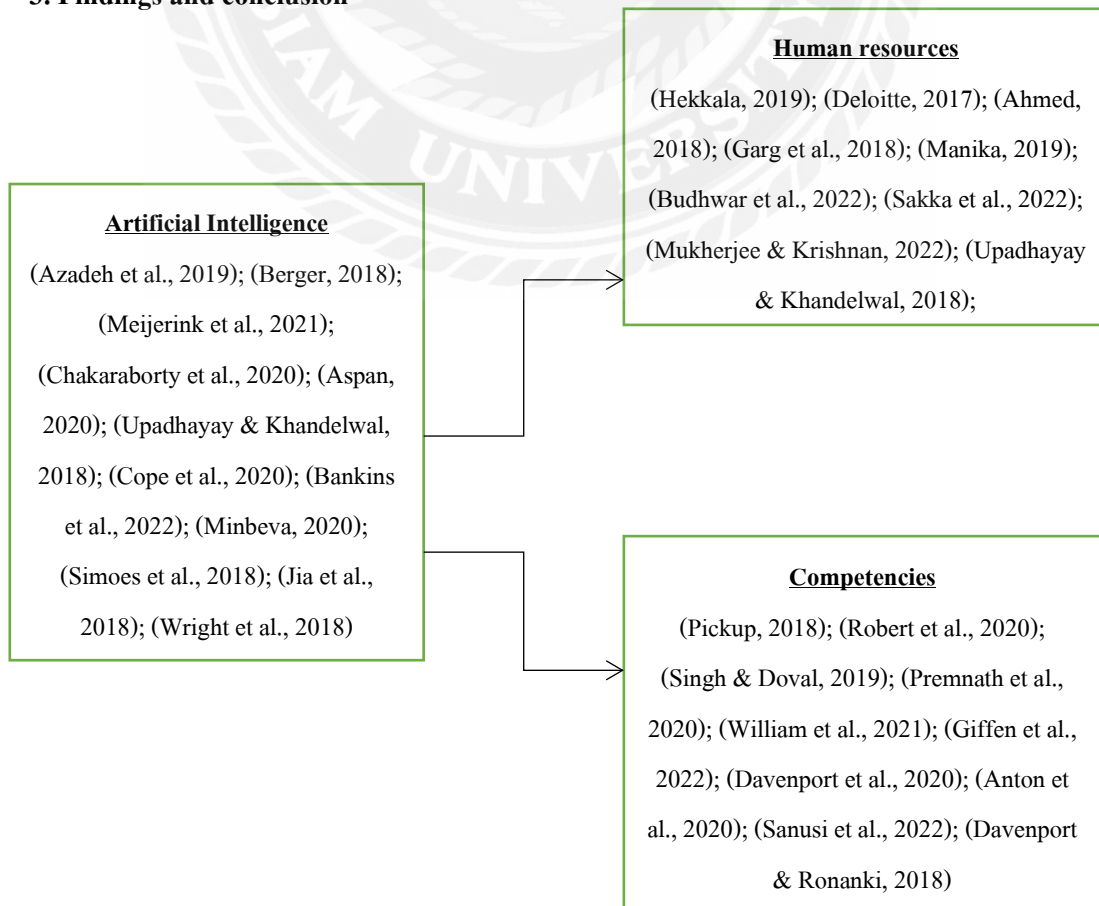 Findings and conclusion
Human resources
(Hekkala, 2019); (Deloitte, 2017); (Ahmed,
2018); (Garg et al., 2018); (Manika, 2019);
(Budhwar et al., 2022); (Sakka et al., 2022);
(Mukherjee & Krishnan, 2022); (Upadhayay
& Khandelwal, 2018);
Artificial Intelligence
(Azadeh et al., 2019); (Berger, 2018);
(Meijerink et al., 2021);
(Chakaraborty et al., 2020); (Aspan,
2020); (Upadhayay & Khandelwal,
2018); (Cope et al., 2020); (Bankins
et al., 2022); (Minbeva, 2020);
(Simoes et al., 2018); (Jia et al.,
2018); (Wright et al., 2018)
Competencies
(Pickup, 2018); (Robert et al., 2020);
(Singh & Doval, 2019); (Premnath et al.,
2020); (William et al., 2021); (Giffen et al.,
2022); (Davenport et al., 2020); (Anton et
al., 2020); (Sanusi et al., 2022); (Davenport
& Ronanki, 2018)
IAM UNIVERSITY